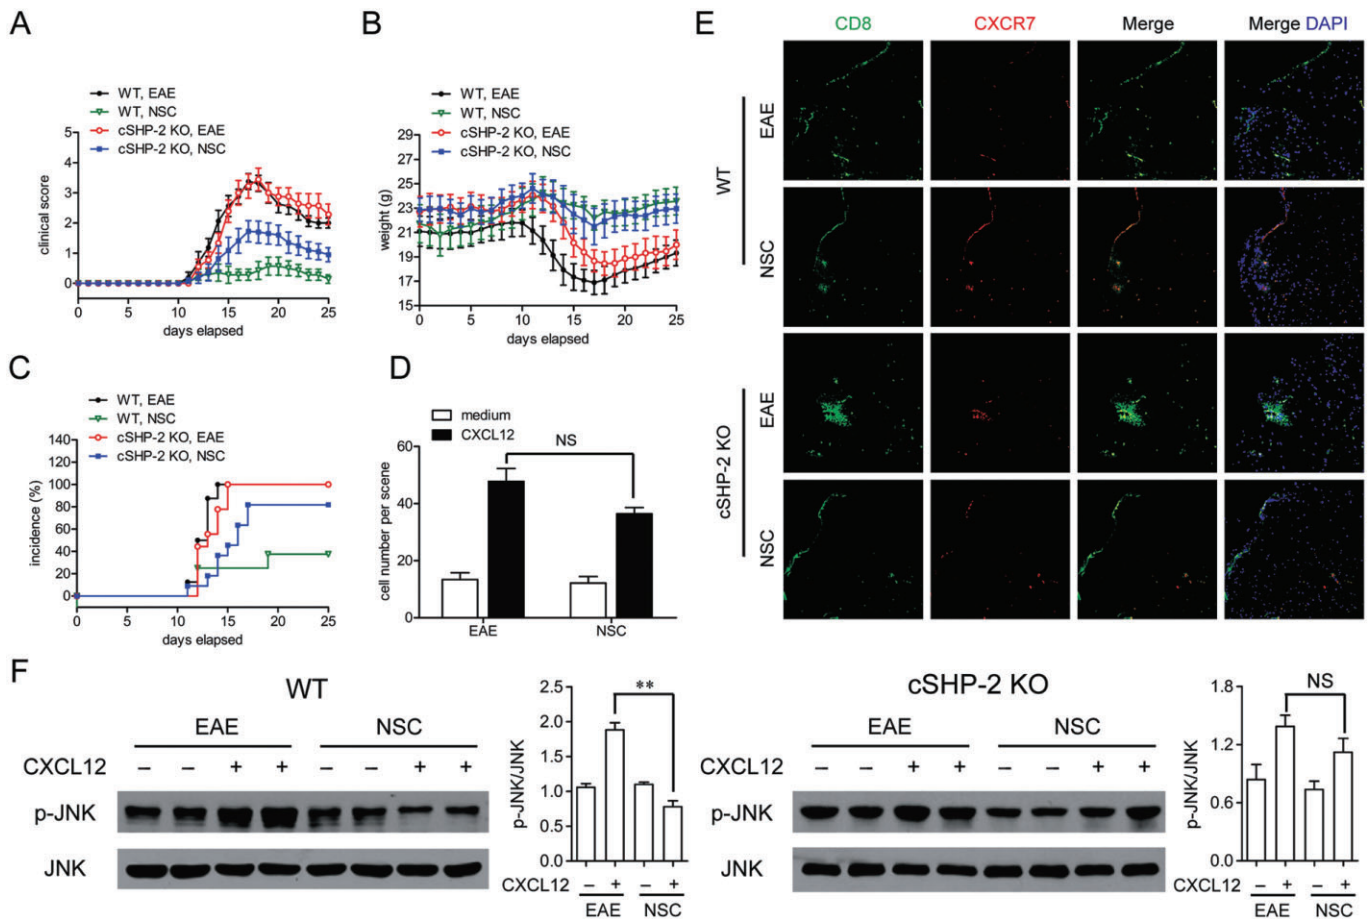 A
WT, EAE
WT, NSC
cSHP-2 KO, EAE
cSHP-2 KO, NSC
5
4
3
2
1
0
clinical score
0 5 10 15 20 25
days elapsed
B
WT, EAE
WT, NSC
cSHP-2 KO, EAE
cSHP-2 KO, NSC
29
27
25
23
21
19
17
15
weight (g)
0 5 10 15 20 25
days elapsed
C
WT, EAE
WT, NSC
cSHP-2 KO, EAE
cSHP-2 KO, NSC
140
120
100
80
60
40
20
0
incidence (%)
0 5 10 15 20 25
days elapsed
D
medium
CXCL12
NS
60
40
20
0
cell number per scene
EAE NSC
E
CD8 CXCR7 Merge Merge DAPI
WT
EAE
NSC
cSHP-2 KO
EAE
NSC
F
WT
EAE NSC
CXCL12 – – + + – – + +
p-JNK
JNK
**
2.5
2.0
1.5
1.0
0.5
0.0
p-JNK/JNK
CXCL12 – + – +
EAE NSC
cSHP-2 KO
EAE NSC
CXCL12 – – + + – – + +
p-JNK
JNK
NS
1.8
1.2
0.6
0.0
p-JNK/JNK
CXCL12 – + – +
EAE NSC